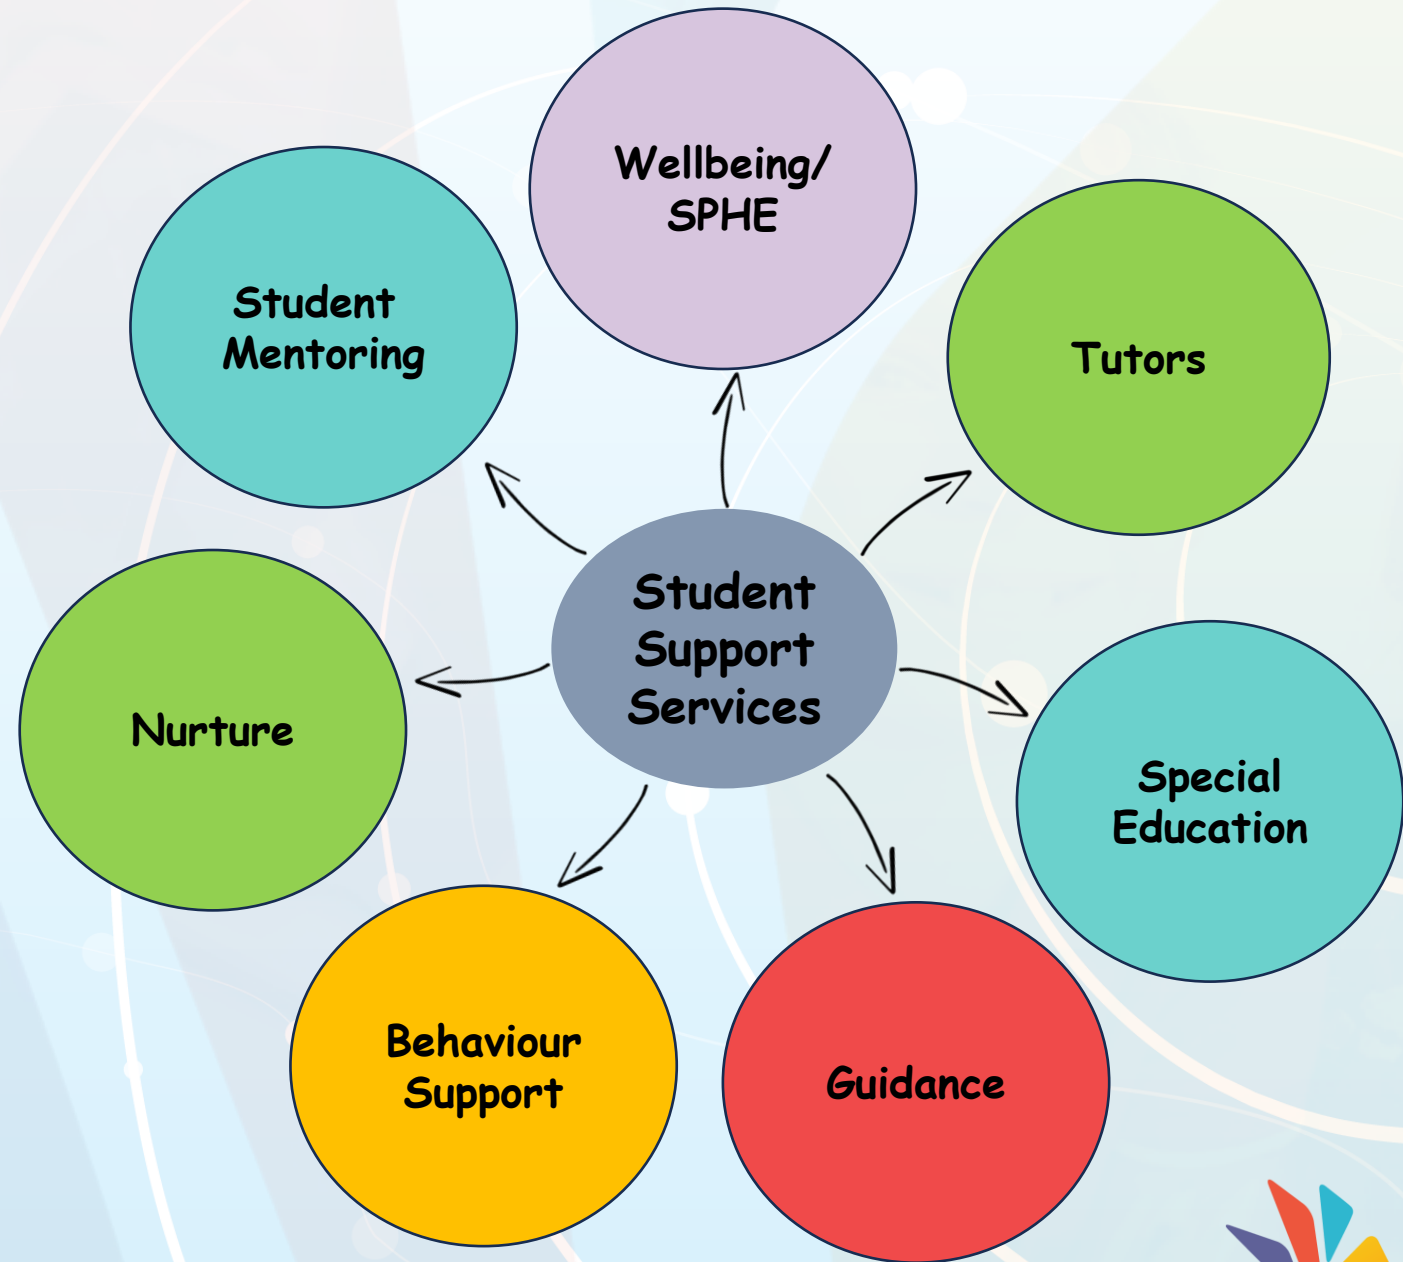 Wellbeing/
SPHE
Student
Mentoring
Tutors
Student
Support
Services
Nurture
Special
Education
Behaviour
Support
Guidance